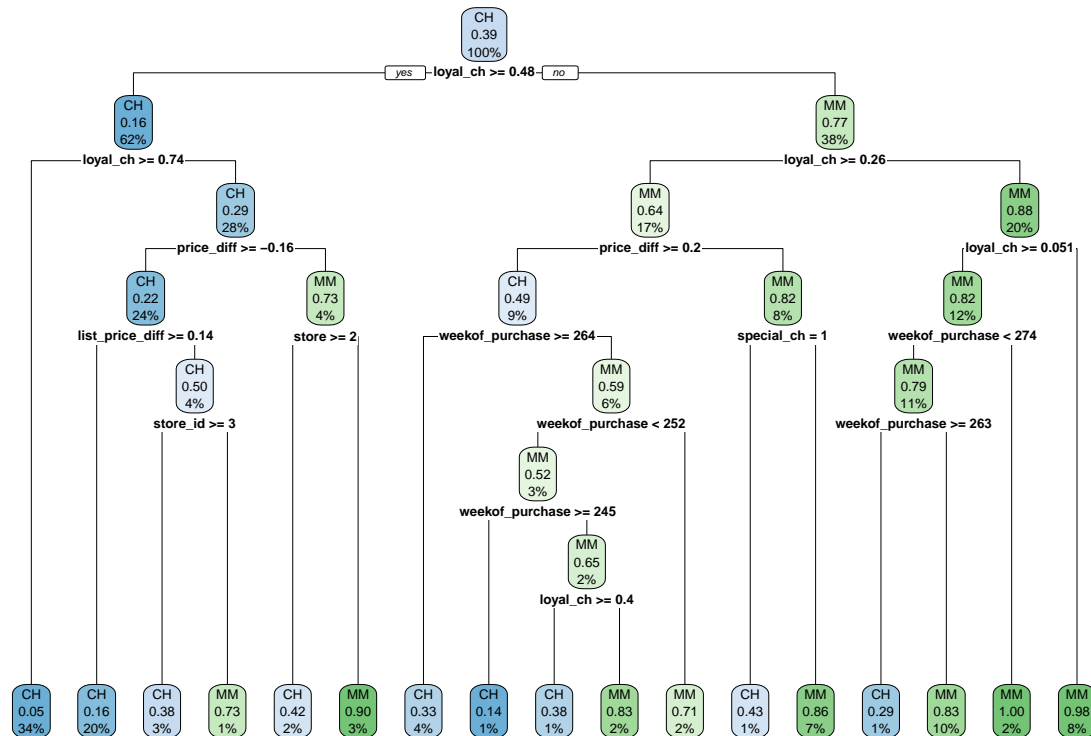 CH
0.39
100%
yes loyal_ch >= 0.48 no
CH
0.16
62%
MM
0.77
38%
loyal_ch >= 0.74
loyal_ch >= 0.26
CH
0.29
28%
MM
0.64
17%
MM
0.88
20%
price_diff >= −0.16
price_diff >= 0.2
loyal_ch >= 0.051
CH
0.22
24%
MM
0.73
4%
CH
0.49
9%
MM
0.82
8%
MM
0.82
12%
list_price_diff >= 0.14
store >= 2
weekof_purchase >= 264
special_ch = 1
weekof_purchase < 274
CH
0.50
4%
MM
0.59
6%
MM
0.79
11%
store_id >= 3
weekof_purchase < 252
weekof_purchase >= 263
MM
0.52
3%
weekof_purchase >= 245
MM
0.65
2%
loyal_ch >= 0.4
CH
0.05
34%
CH
0.16
20%
CH
0.38
3%
MM
0.73
1%
CH
0.42
2%
MM
0.90
3%
CH
0.33
4%
CH
0.14
1%
CH
0.38
1%
MM
0.83
2%
MM
0.71
2%
CH
0.43
1%
MM
0.86
7%
CH
0.29
1%
MM
0.83
10%
MM
1.00
2%
MM
0.98
8%